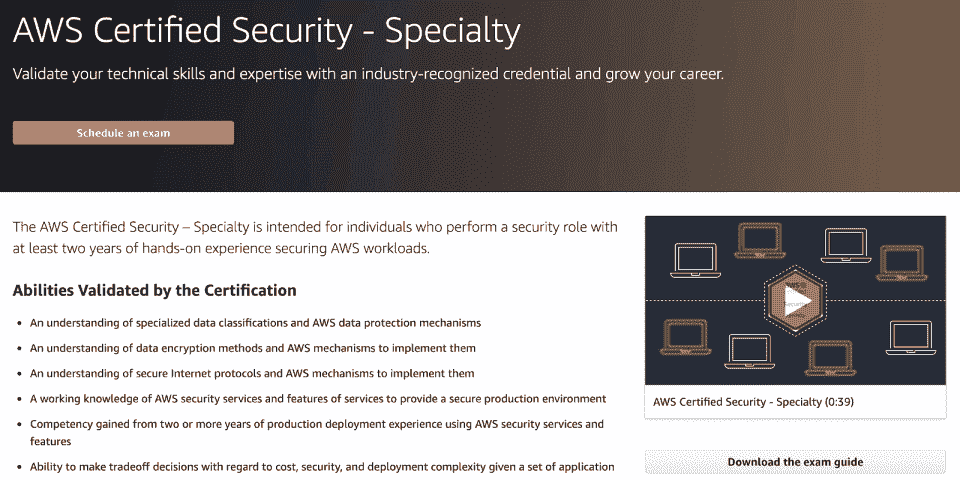 AWS Certified Security - Specialty
Validate your technical skills and expertise with an industry-recognized credential and grow your career.
Schedule an exam
The AWS Certified Security – Specialty is intended for individuals who perform a security role with
at least two years of hands-on experience securing AWS workloads.
Abilities Validated by the Certification
• An understanding of specialized data classifications and AWS data protection mechanisms
• An understanding of data encryption methods and AWS mechanisms to implement them
• An understanding of secure Internet protocols and AWS mechanisms to implement them
• A working knowledge of AWS security services and features of services to provide a secure production environment
• Competency gained from two or more years of production deployment experience using AWS security services and
features
• Ability to make tradeoff decisions with regard to cost, security, and deployment complexity given a set of application
AWS Certified Security - Specialty (0:39)
Download the exam guide